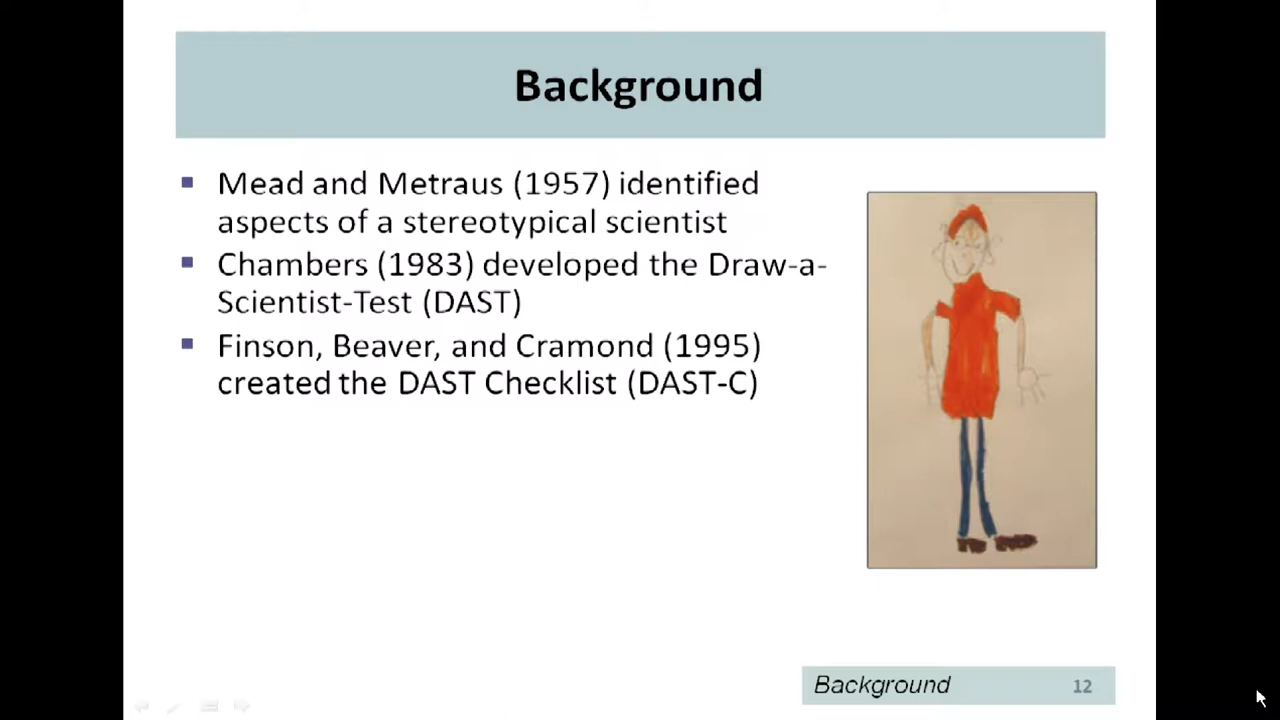 Background
Mead and Metraus (1957) identified
aspects of a stereotypical scientist
Chambers (1983) developed the Draw-a-
Scientist-Test (DAST)
Finson, Beaver, and Cramond (1995)
created the DAST Checklist (DAST-C)
Background 12